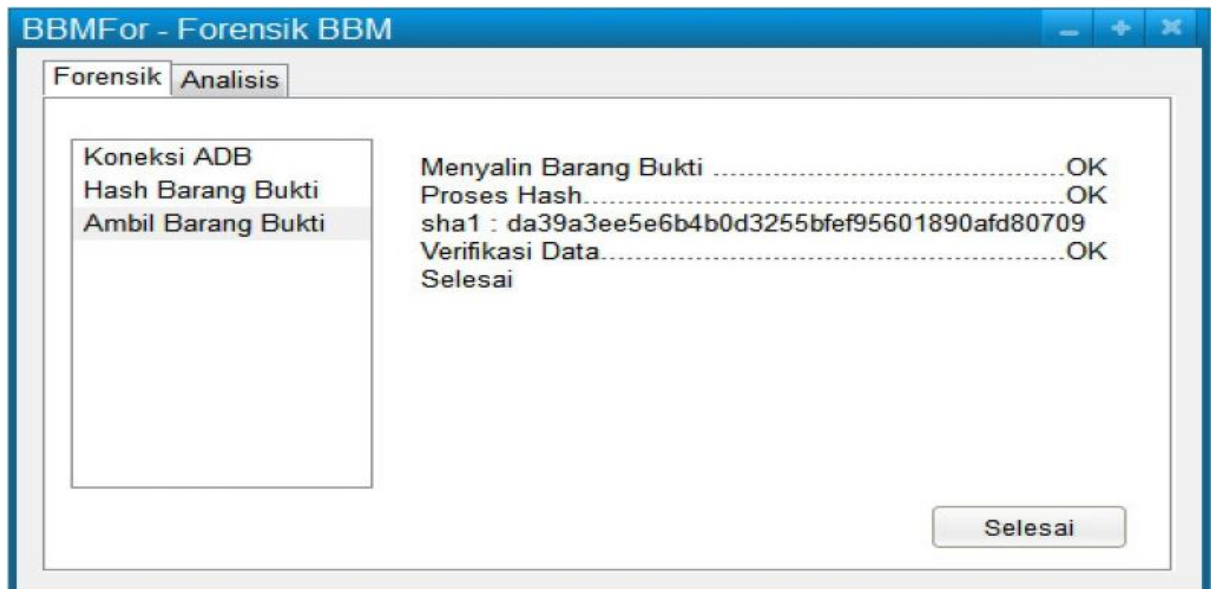 BBMFor - Forensik BBM
Forensik Analisis
Koneksi ADB
Hash Barang Bukti
Ambil Barang Bukti
Menyalin Barang Bukti ................................................OK
Proses Hash..................................................................OK
sha1 : da39a3ee5e6b4b0d3255bfef95601890afd80709
Verifikasi Data................................................................OK
Selesai
Selesai